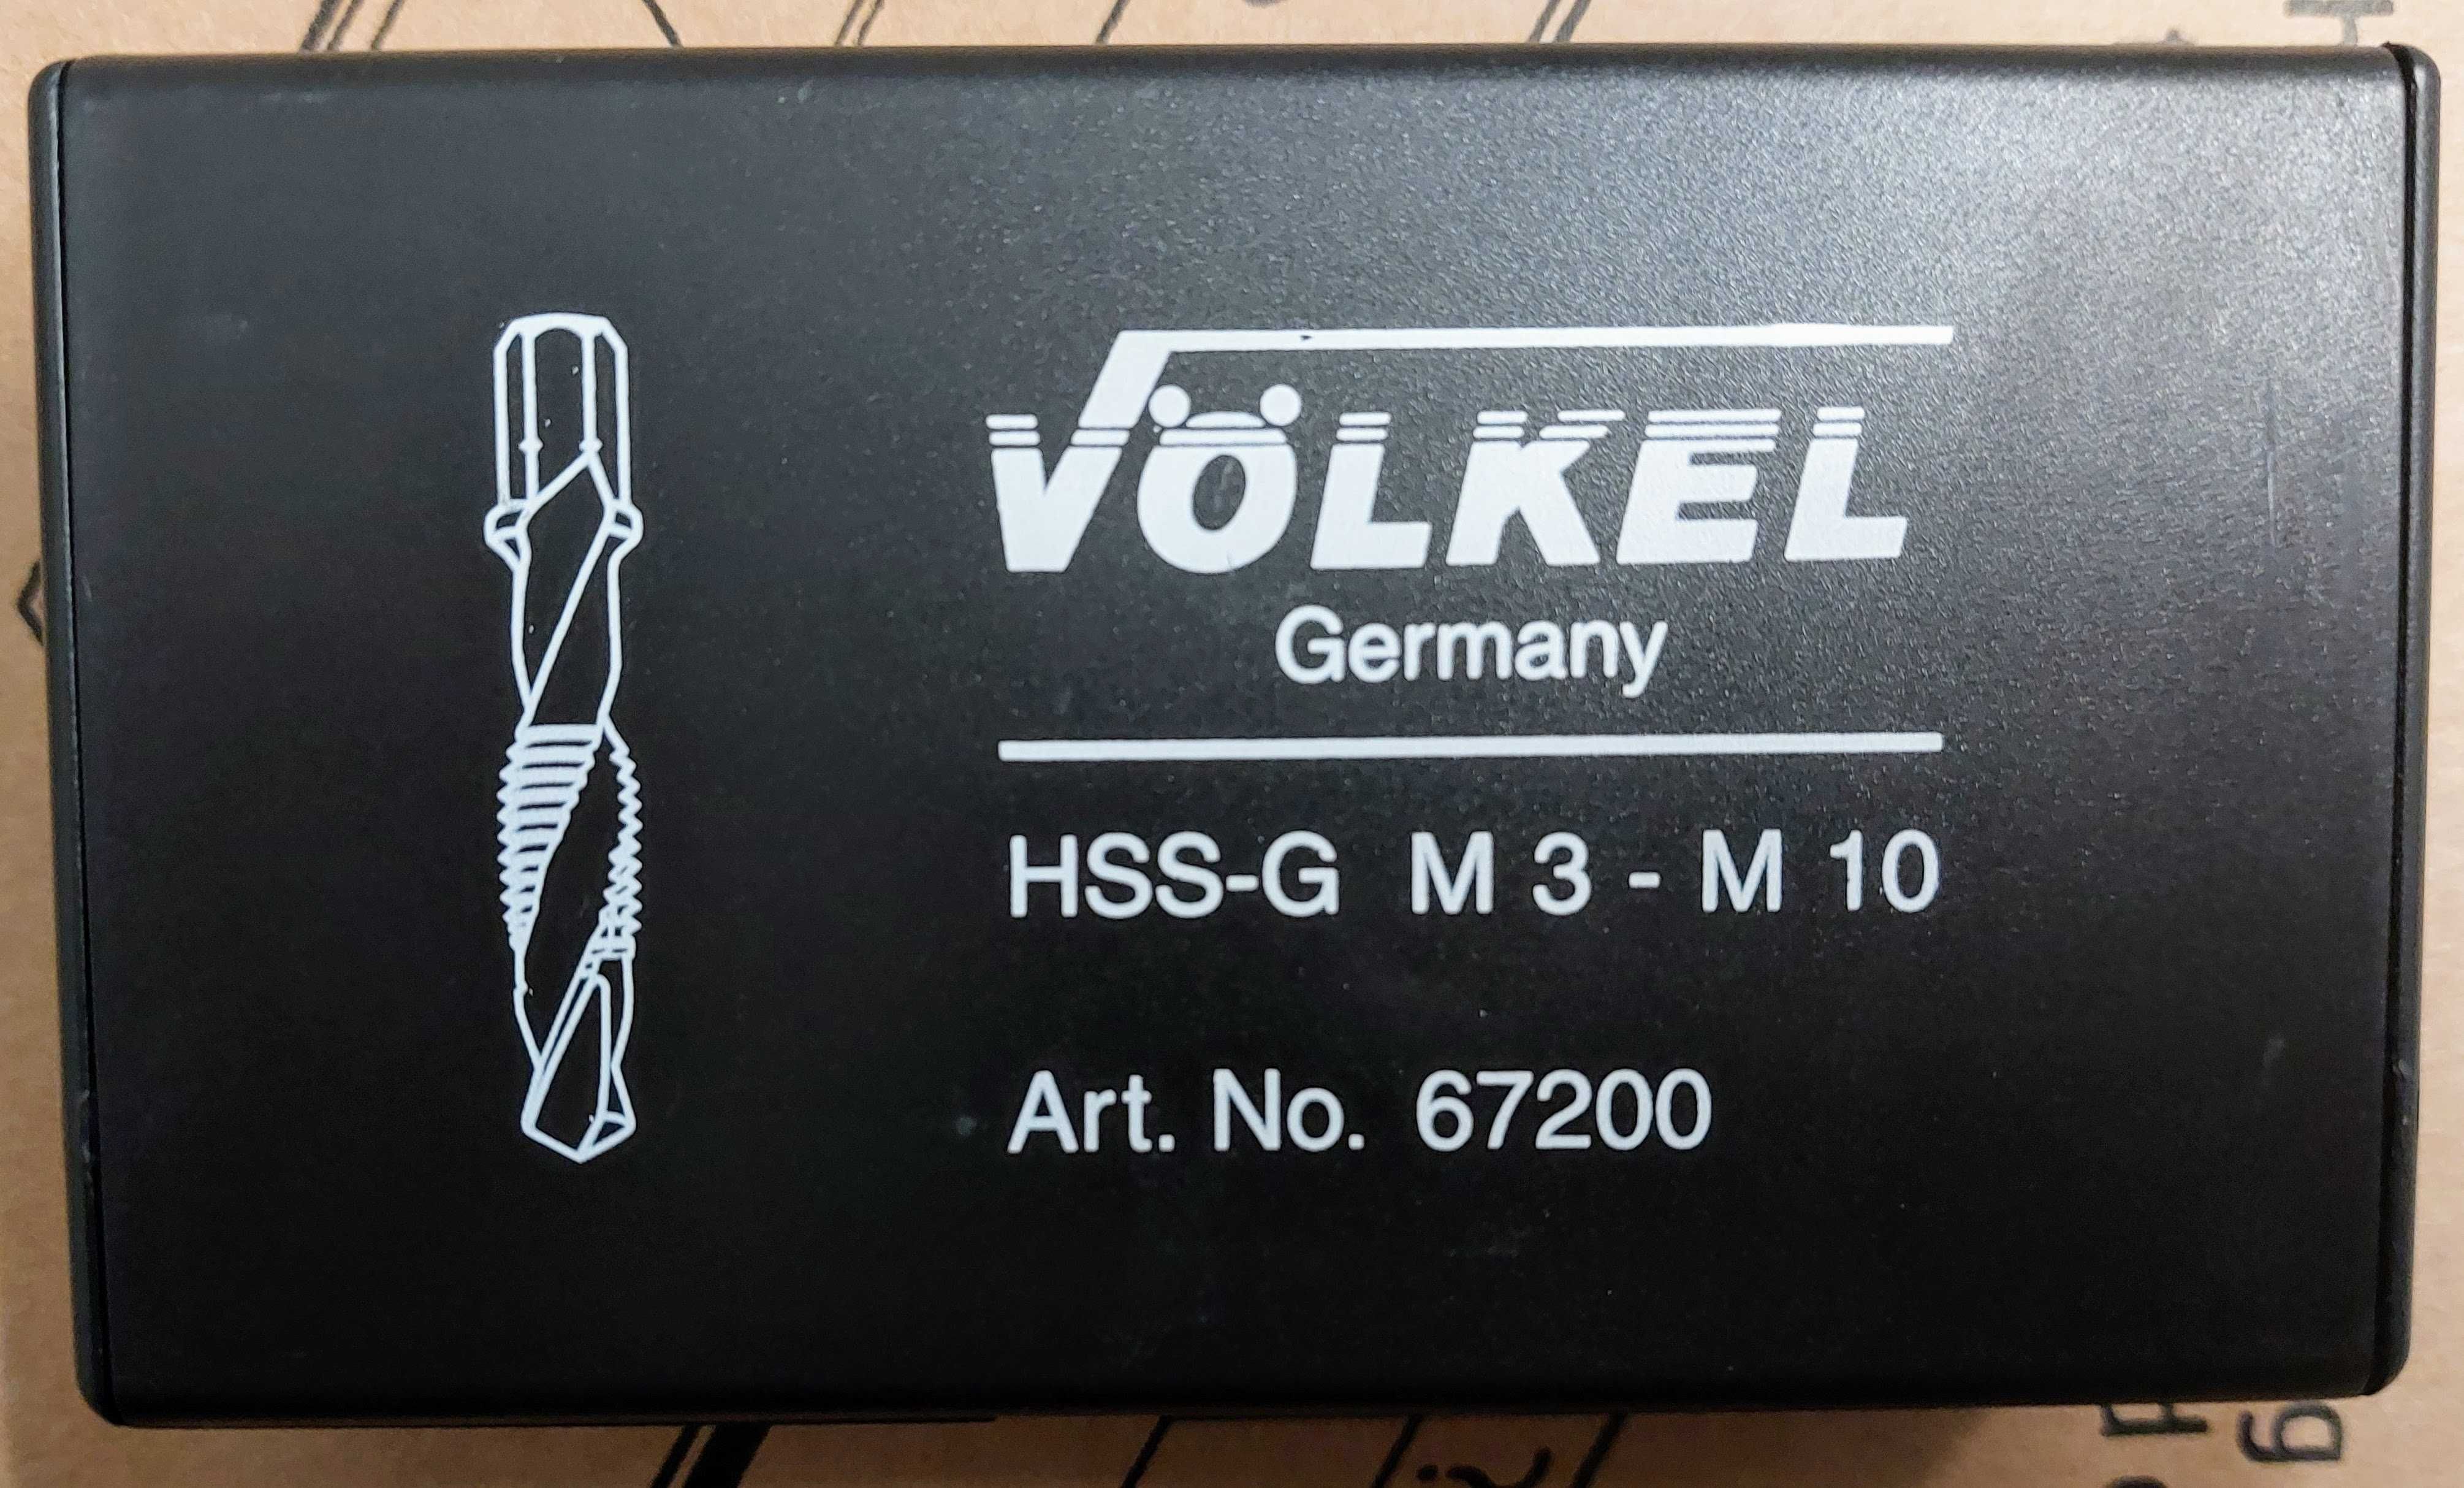 VÖLKEL
Germany
HSS-G M 3 - M 10
Art. No. 67200